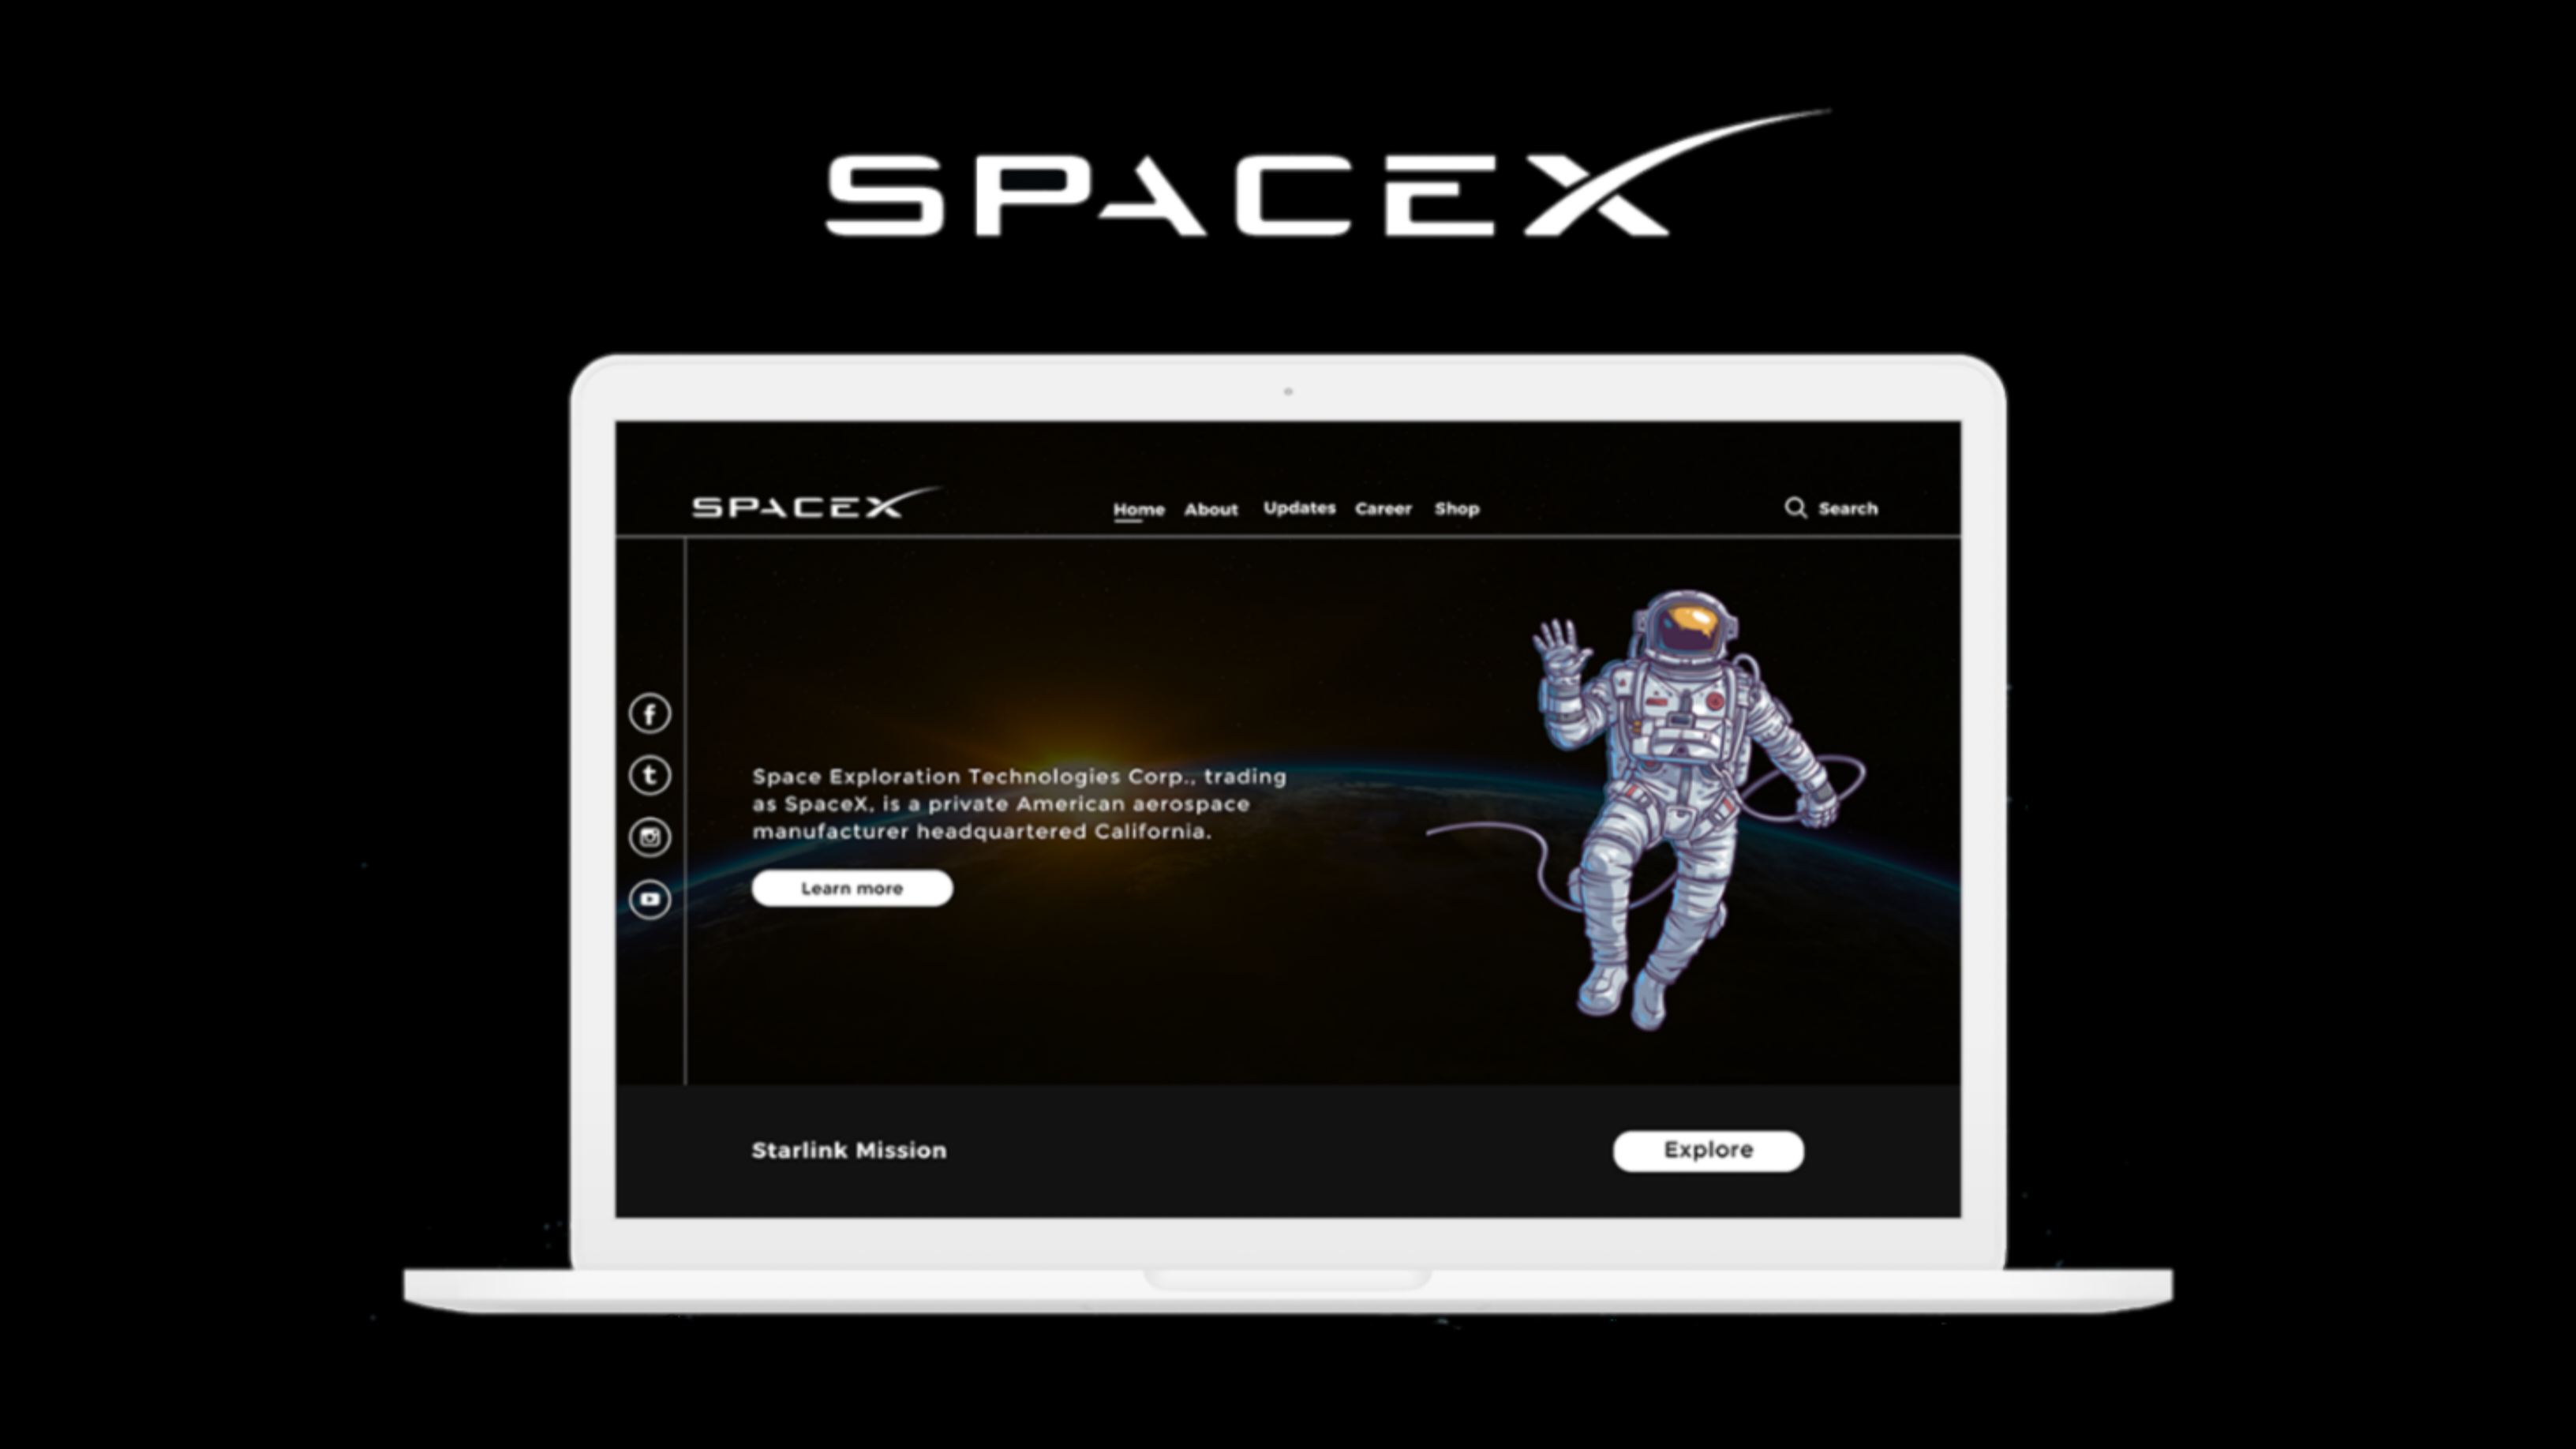 SPACEX
SPACEX
Home About Updates Career Shop
Search
Space Exploration Technologies Corp., trading
as SpaceX, is a private American aerospace
manufacturer headquartered California.
Learn more
Starlink Mission
Explore